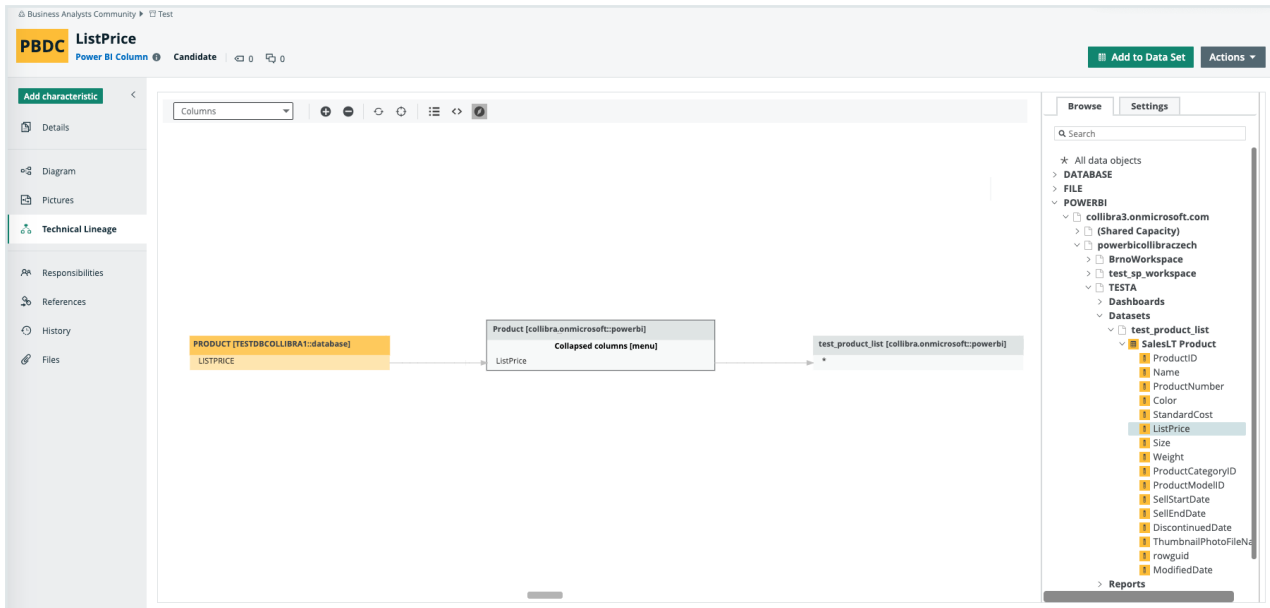 Business Analysts Community Test
PBDC
ListPrice
Power BI Column Candidate 0 0
Add to Data Set
Actions
Add characteristic
Details
Diagram
Pictures
Technical Lineage
Responsibilities
References
History
Files
Columns
PRODUCT [TESTDBCOLLIBRA1::database]
LISTPRICE
Product [collibra.onmicrosoft::powerbi]
Collapsed columns [menu]
ListPrice
test_product_list [collibra.onmicrosoft::powerbi]
*
Browse
Settings
Search
All data objects
DATABASE
FILE
POWERBI
collibra3.onmicrosoft.com
(Shared Capacity)
powerbicollibraczech
BrnoWorkspace
test_sp_workspace
TESTA
Dashboards
Datasets
test_product_list
SalesLT Product
ProductID
Name
ProductNumber
Color
StandardCost
ListPrice
Size
Weight
ProductCategoryID
ProductModelID
SellStartDate
SellEndDate
DiscontinuedDate
ThumbnailPhotoFileNa
rowguid
ModifiedDate
Reports